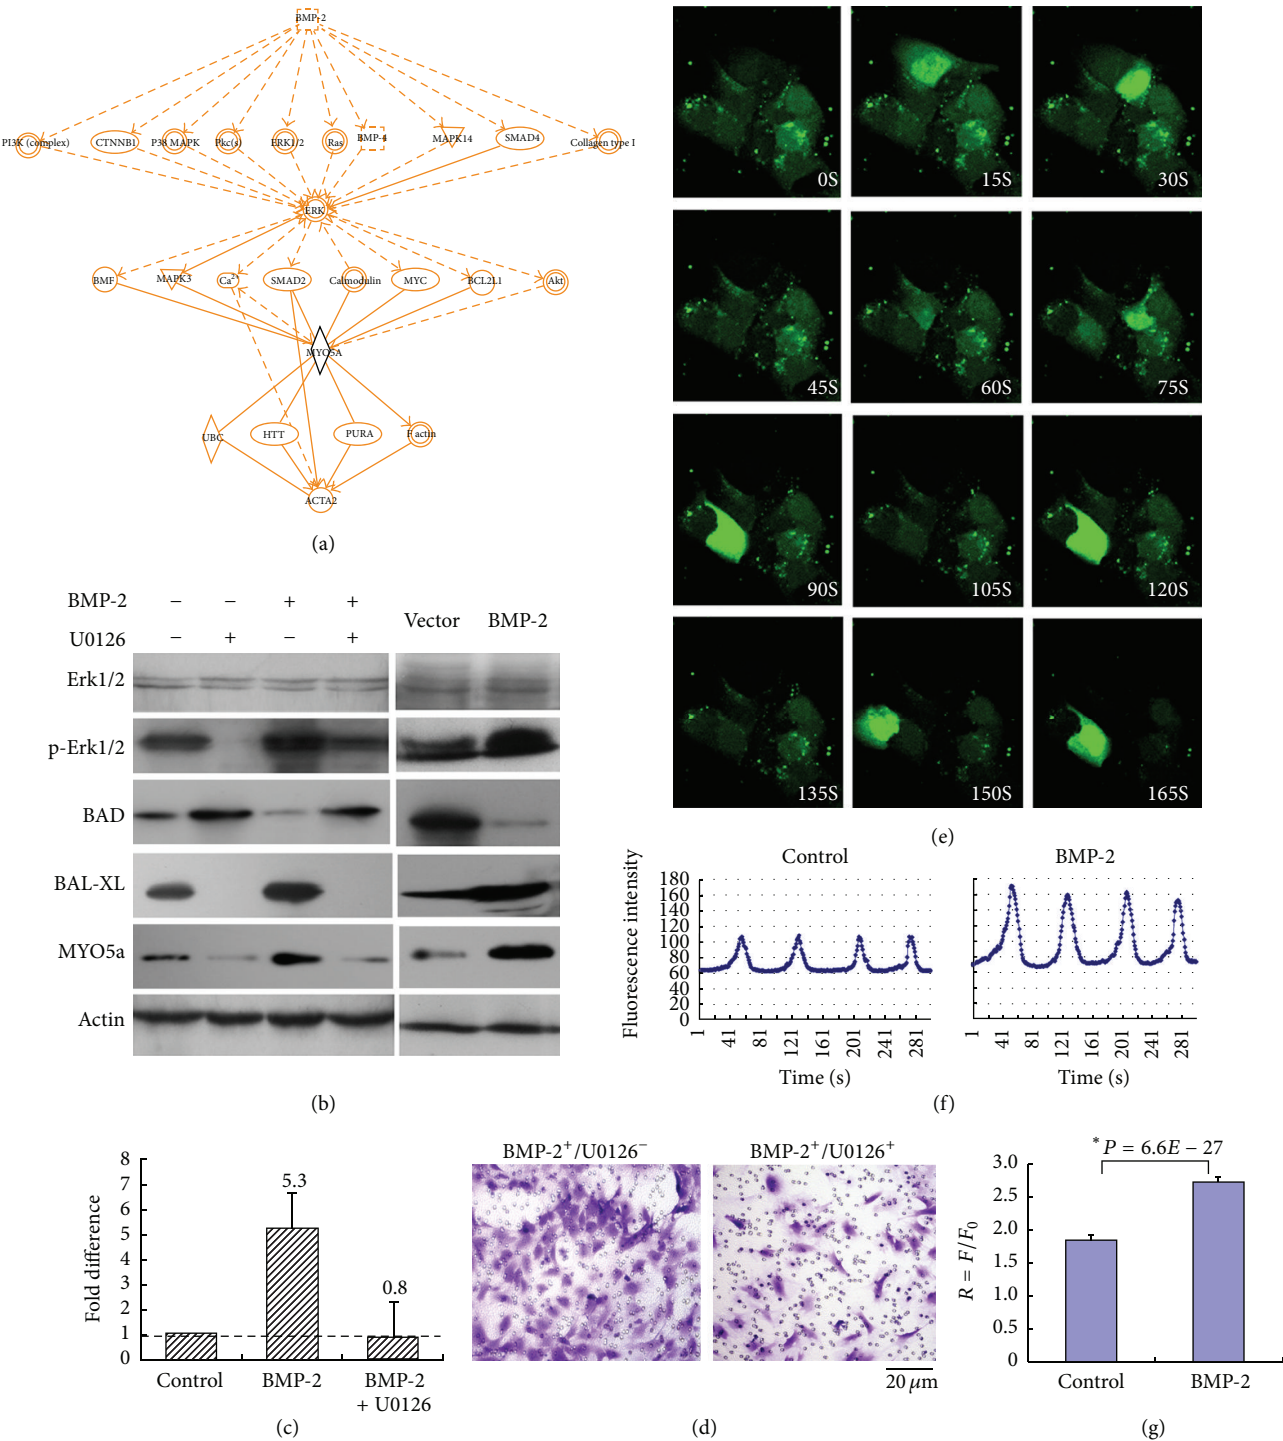 BMP-2
PI3K (complex) CTNNB1 P38 MAPK Pkc(s) ERK1/2 Ras BMP-4 MAPK14 SMAD4 Collagen type I
ERK
BMF MAPK3 Ca²⁺ SMAD2 Calmodulin MYC BCL2L1 Akt
MYO5A
UBC HTT PURA F actin
ACTA2
(a)
BMP-2 − − + +
U0126 − + − +
Vector BMP-2
Erk1/2
p-Erk1/2
BAD
BAL-XL
MYO5a
Actin
(b)
8
7
6
5
4
3
2
1
0
Fold difference
5.3
0.8
Control BMP-2 BMP-2
+ U0126
(c)
BMP-2⁺/U0126⁻ BMP-2⁺/U0126⁺
20 μm
(d)
0S 15S 30S
45S 60S 75S
90S 105S 120S
135S 150S 165S
(e)
Control BMP-2
Fluorescence intensity
180
160
140
120
100
80
60
40
20
0
1 41 81 121 161 201 241 281
1 41 81 121 161 201 241 281
Time (s) Time (s)
(f)
*P = 6.6E − 27
3.0
2.5
2.0
1.5
1.0
0.5
0
R = F/F₀
Control BMP-2
(g)